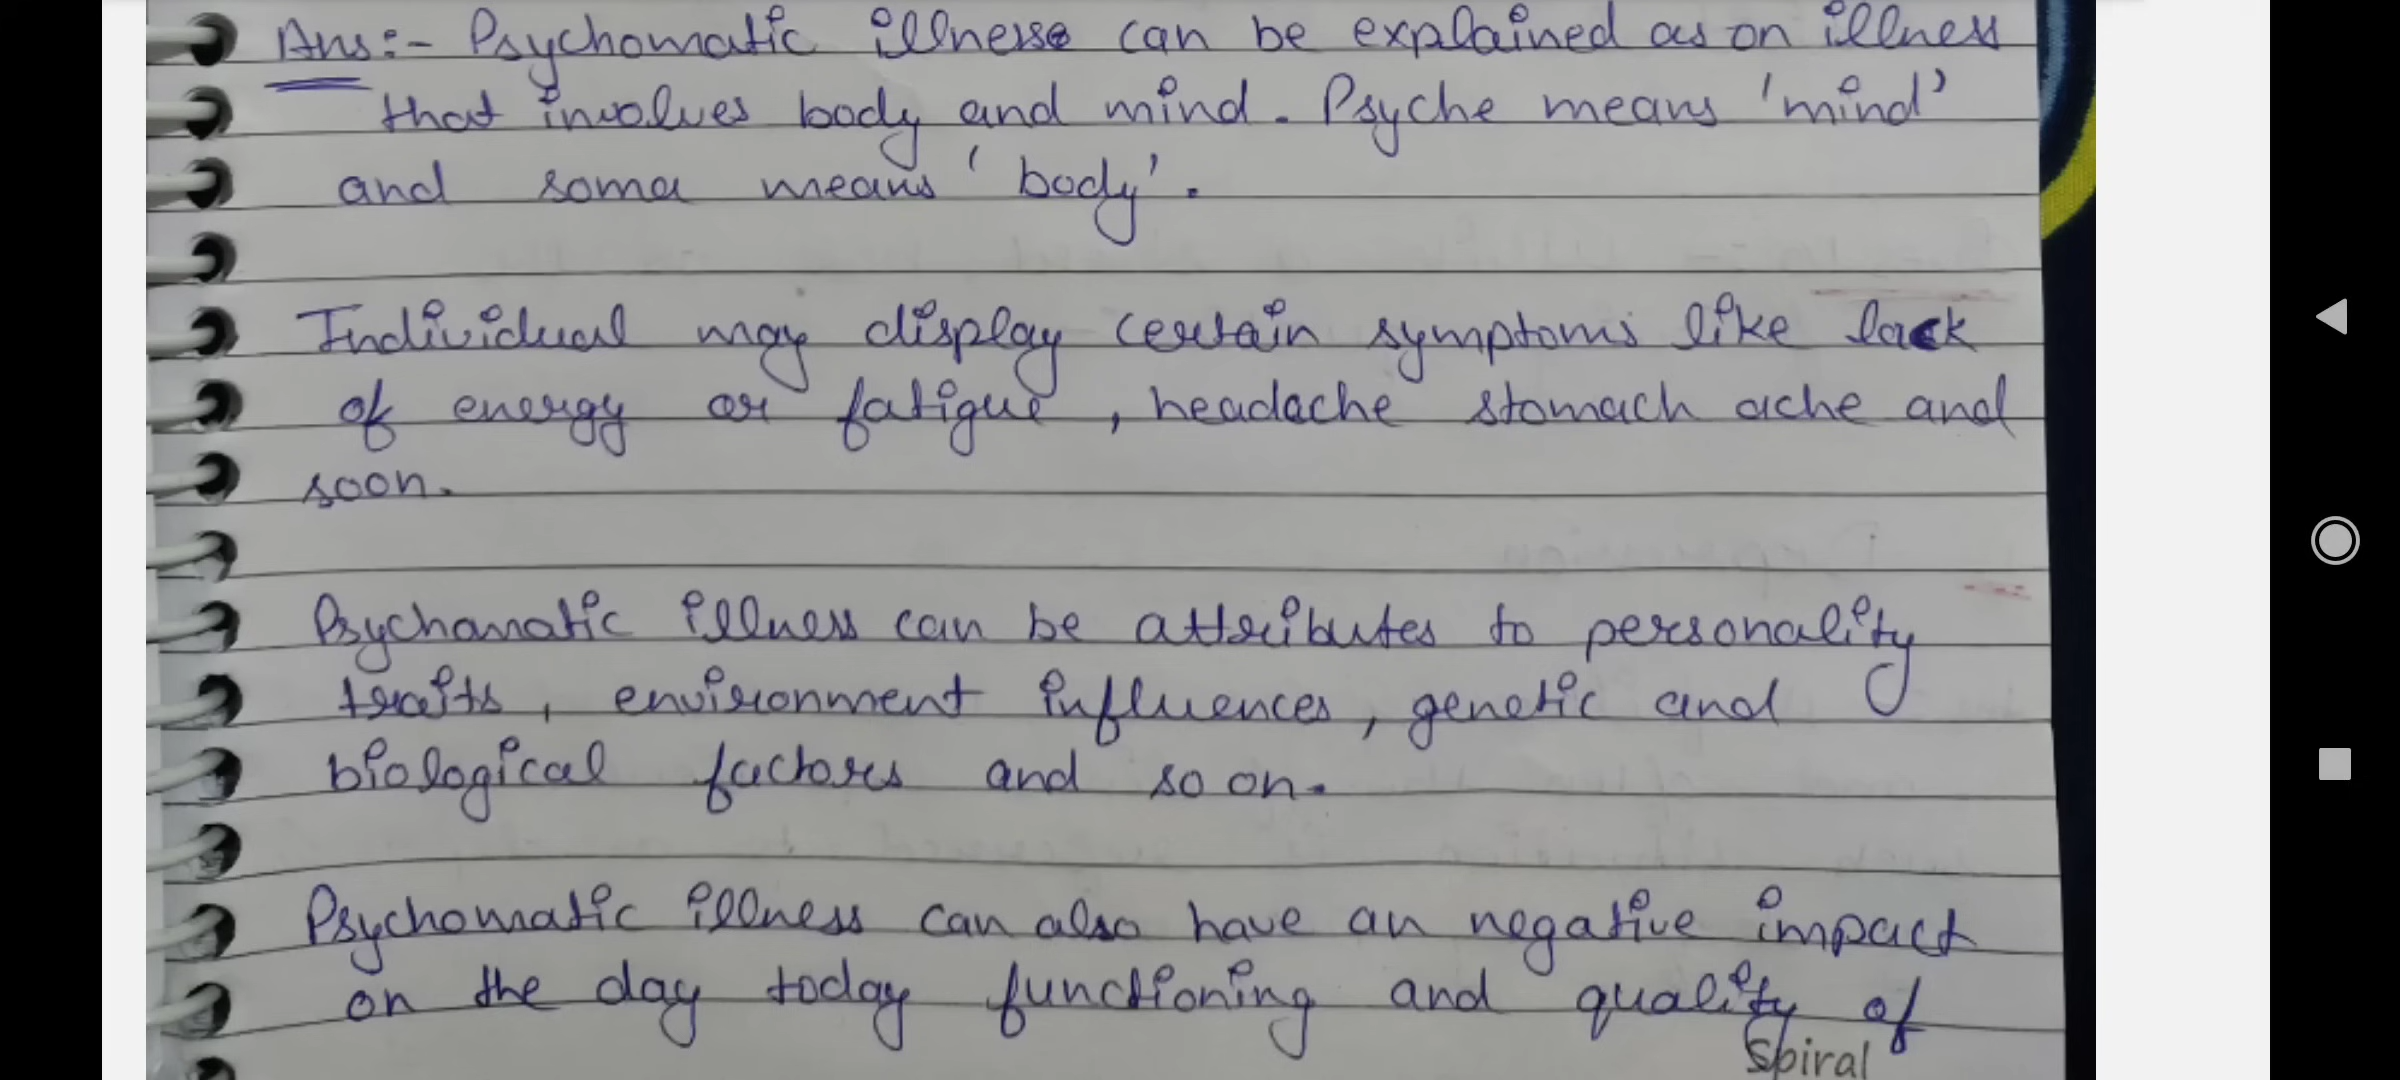 Ans:- Psychomatic illness can be explained as on illness
that involves body and mind. Psyche means 'mind'
and soma means 'body'.
Individual may display certain symptoms like lack
of energy or fatigue, headache stomach ache and
soon.
Psychamatic illness can be attributes to personality
traits, environment influences, genetic and
biological factors and so on.
Psychomatic illness can also have an negative impact
on the day today functioning and quality of
Spiral